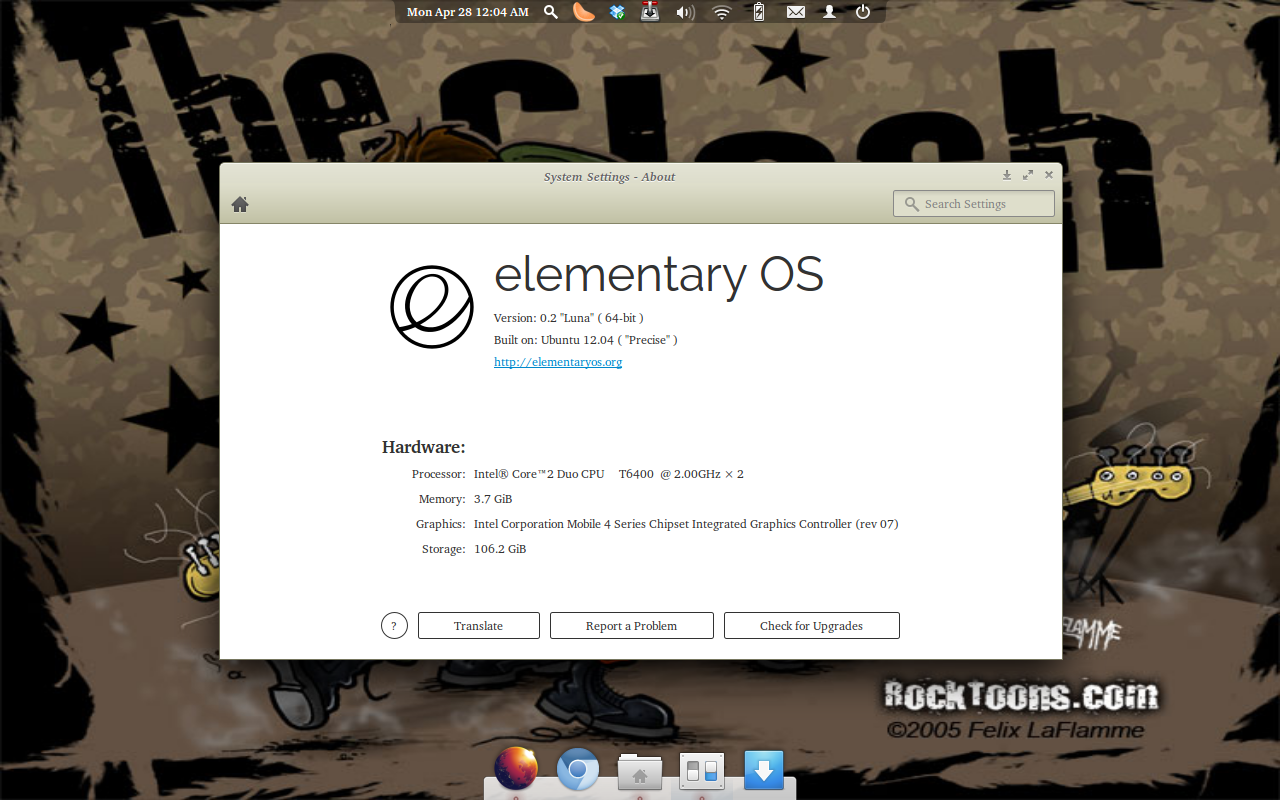 Mon Apr 28 12:04 AM
The Clash
System Settings - About
Search Settings
elementary OS
Version: 0.2 "Luna" ( 64-bit )
Built on: Ubuntu 12.04 ( "Precise" )
http://elementaryos.org
Hardware:
Processor: Intel® Core™2 Duo CPU T6400 @ 2.00GHz × 2
Memory: 3.7 GiB
Graphics: Intel Corporation Mobile 4 Series Chipset Integrated Graphics Controller (rev 07)
Storage: 106.2 GiB
? Translate Report a Problem Check for Upgrades
RockToons.com
©2005 Felix LaFlamme